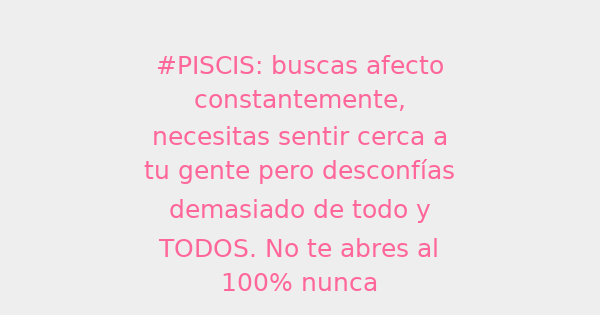 #PISCIS: buscas afecto
constantemente,
necesitas sentir cerca a
tu gente pero desconfías
demasiado de todo y
TODOS. No te abres al
100% nunca